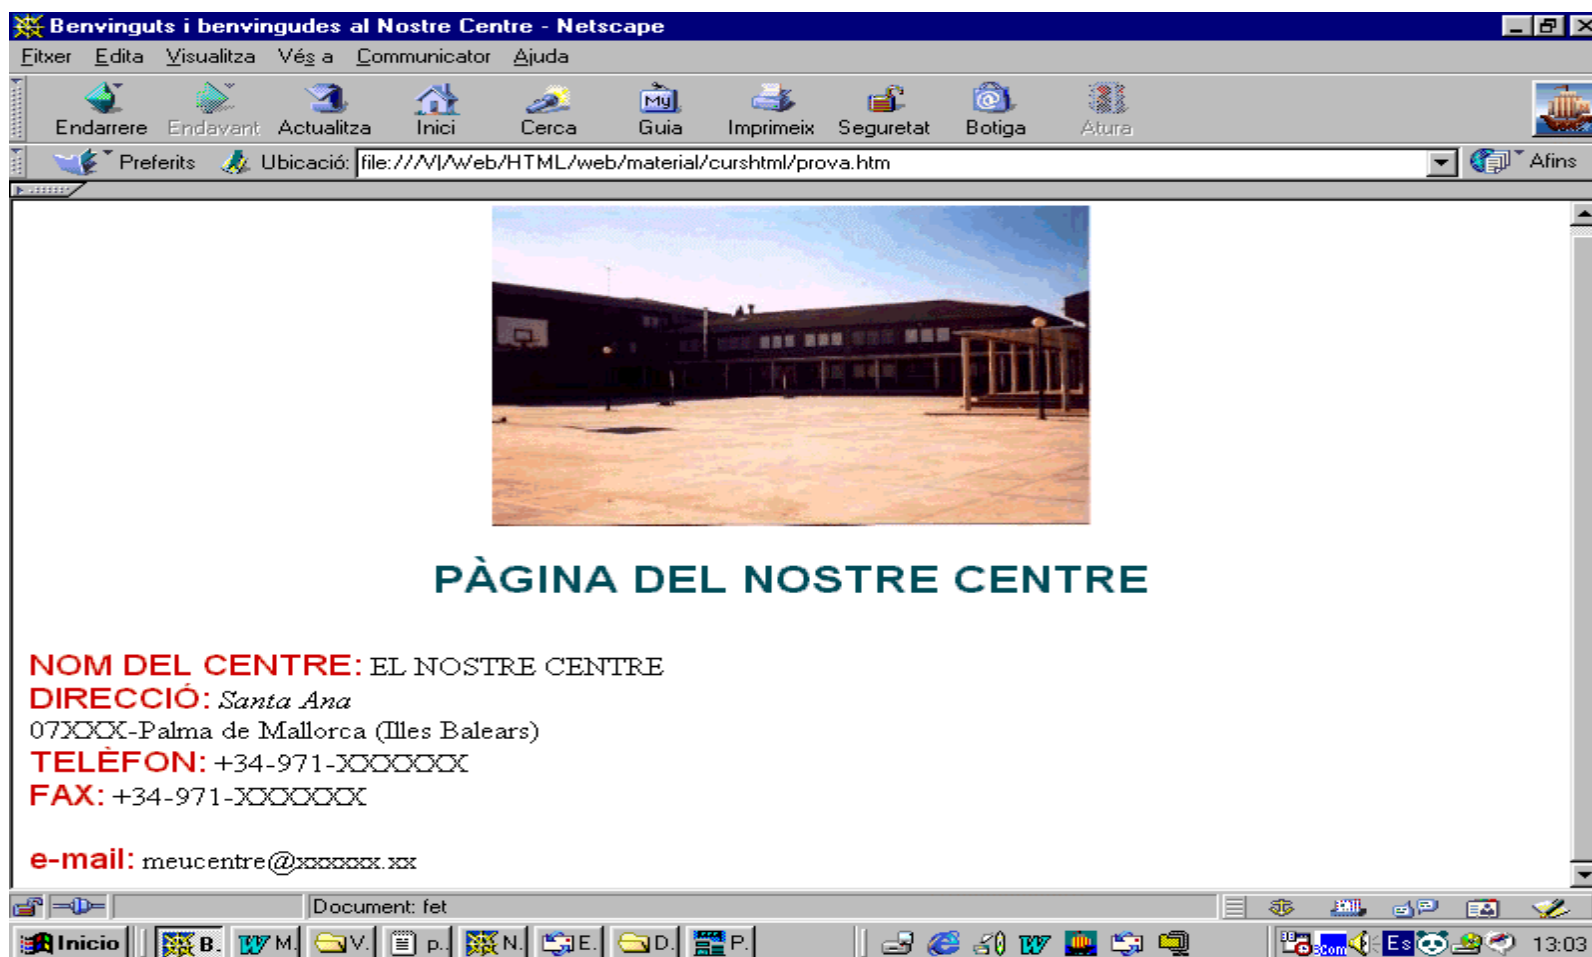 Benvinguts i benvingudes al Nostre Centre - Netscape
Fitxer Edita Visualitza Vés a Communicator Ajuda
Endarrere Endavant Actualitza Inici Cerca Guia Imprimeix Seguretat Botiga Atura
Preferits Ubicació: file:///V|/Web/HTML/web/material/curshtml/prova.htm Afins
PÀGINA DEL NOSTRE CENTRE
NOM DEL CENTRE: EL NOSTRE CENTRE
DIRECCIÓ: Santa Ana
07XXX-Palma de Mallorca (Illes Balears)
TELÈFON: +34-971-XXXXXXX
FAX: +34-971-XXXXXXX
e-mail: meucentre@xxxxxx.xx
Document: fet
Inicio B. M. V. p. N. E. D. P. Es 13:03